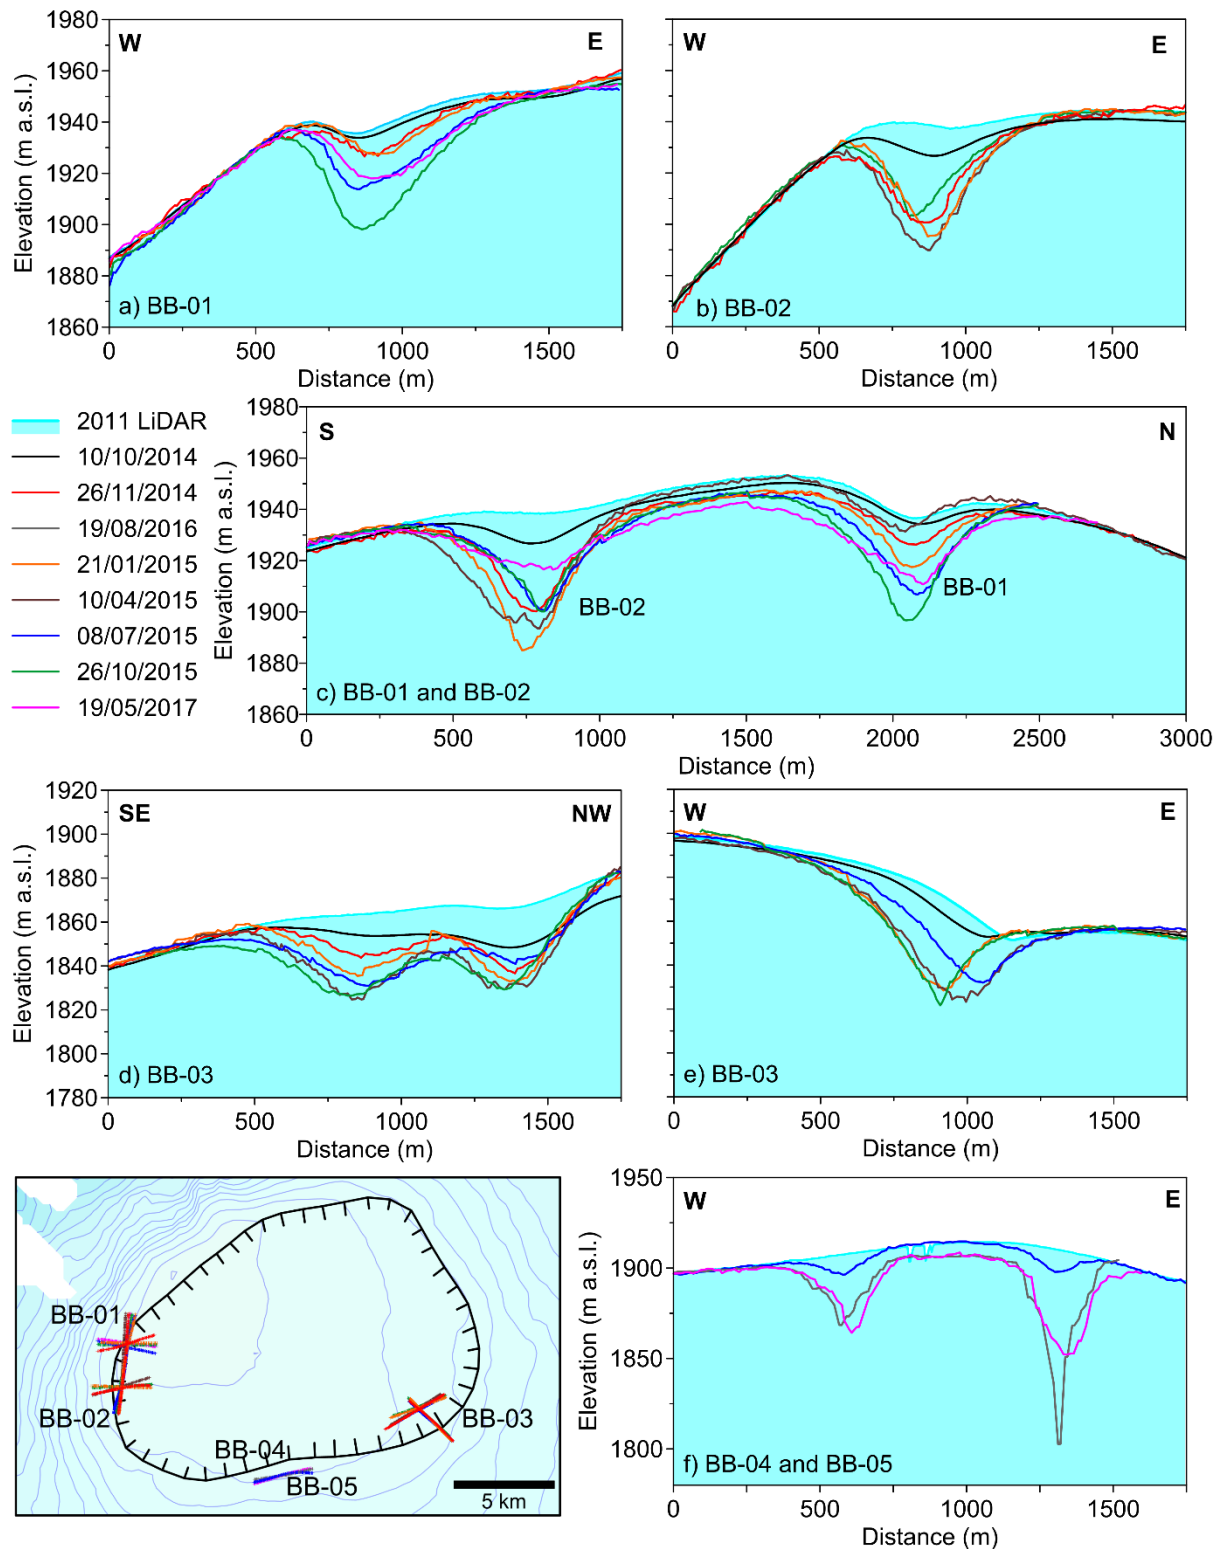 1980
1960
1940
1920
1900
1880
1860
Elevation (m a.s.l.)
W
E
a) BB-01
0
500
1000
1500
Distance (m)
W
E
b) BB-02
0
500
1000
1500
Distance (m)
2011 LiDAR
10/10/2014
26/11/2014
19/08/2016
21/01/2015
10/04/2015
08/07/2015
26/10/2015
19/05/2017
1980
1960
1940
1920
1900
1880
1860
Elevation (m a.s.l.)
S
N
BB-02
BB-01
c) BB-01 and BB-02
0
500
1000
1500
2000
2500
3000
Distance (m)
1920
1900
1880
1860
1840
1820
1800
1780
Elevation (m a.s.l.)
SE
NW
d) BB-03
0
500
1000
1500
Distance (m)
W
E
e) BB-03
0
500
1000
1500
Distance (m)
BB-01
BB-02
BB-03
BB-04
BB-05
5 km
1950
1900
1850
1800
Elevation (m a.s.l.)
W
E
f) BB-04 and BB-05
0
500
1000
1500
Distance (m)